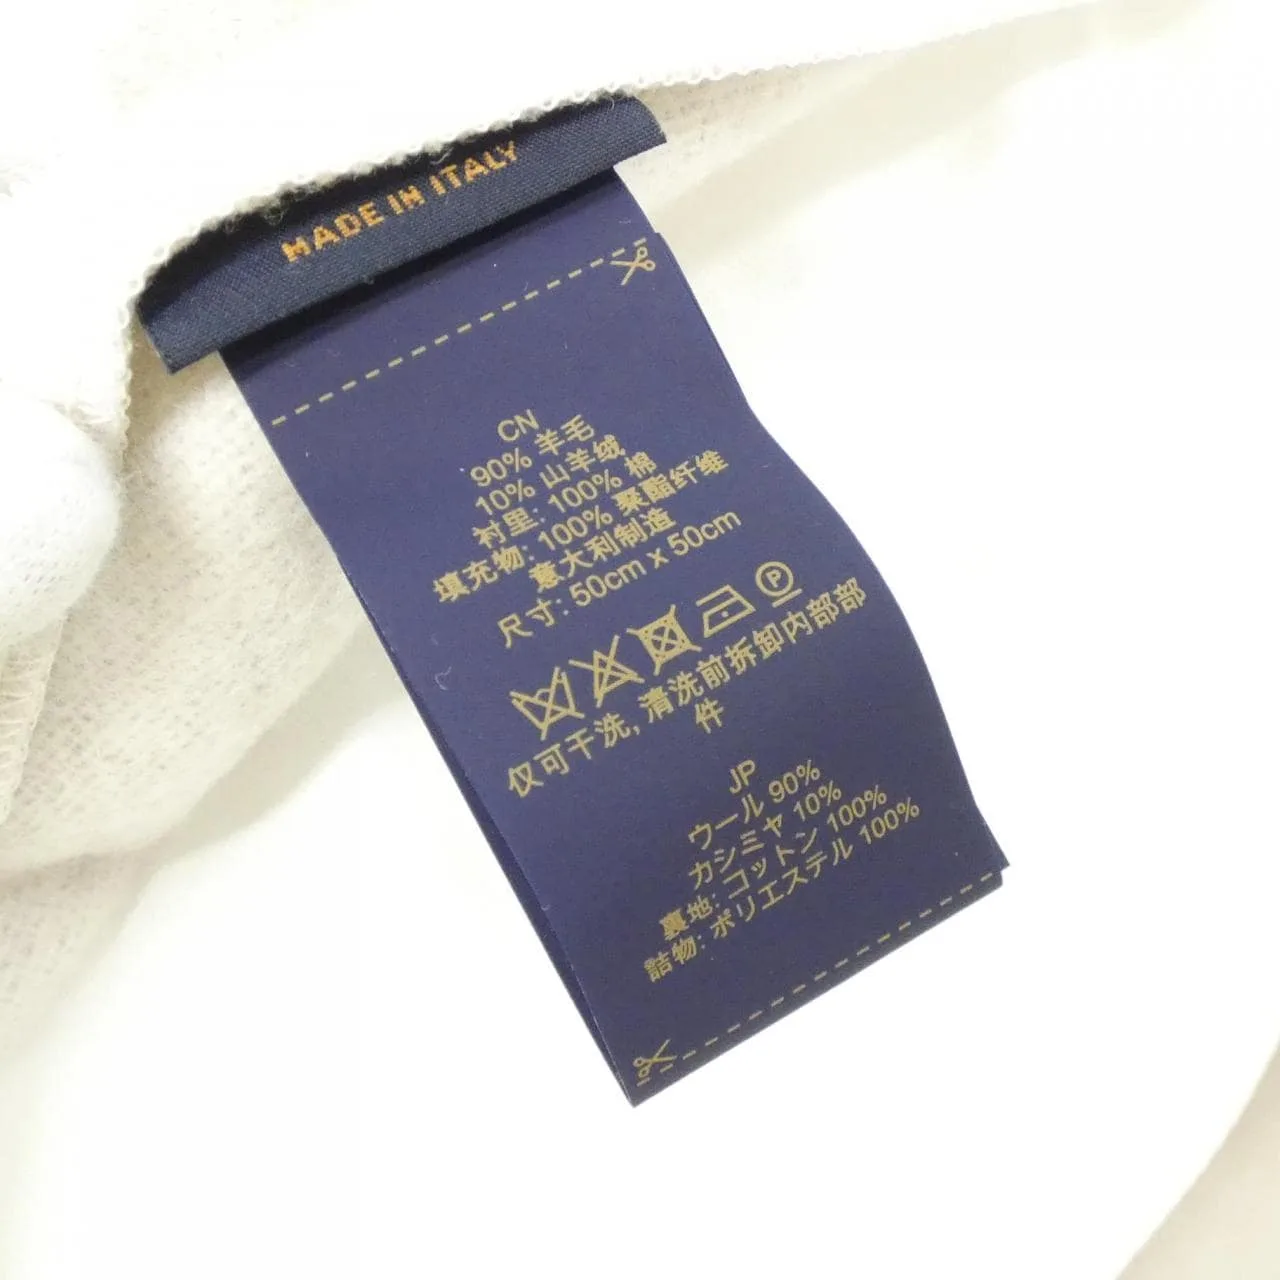 MADE IN ITALY
CN
90% 羊毛
10% 山羊绒
衬里: 100% 棉
填充物: 100% 聚酯纤维
意大利制造
尺寸: 50cm x 50cm
P
仅可干洗, 清洗前拆卸内部部
件
JP
ウール 90%
カシミヤ 10%
裏地: コットン 100%
詰物: ポリエステル 100%